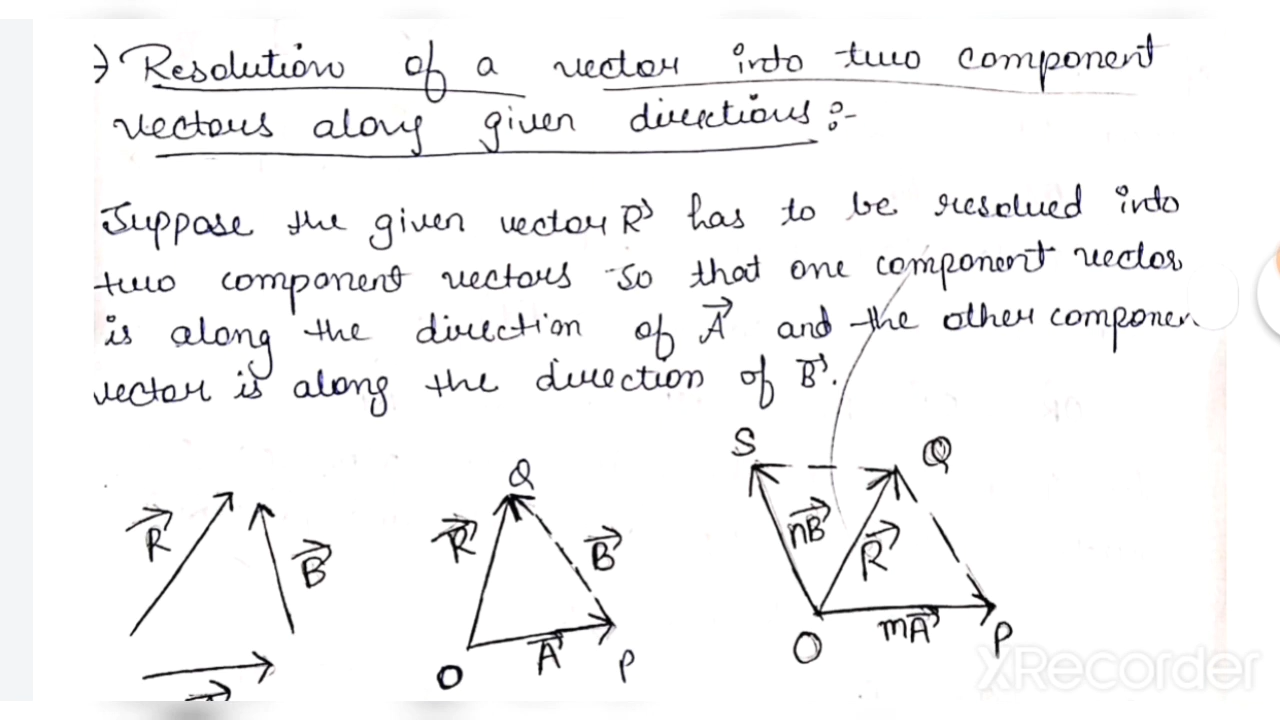 → Resolution of a vector into two component
vectors along given directions :-
Suppose the given vector R⃗ has to be resolved into
two component vectors so that one component vector
is along the direction of A⃗ and the other componen
vector is along the direction of B⃗.
R⃗
B⃗
Q
R⃗
B⃗
O
A⃗
P
S
Q
nB⃗
R⃗
O
mA⃗
P
XRecorder